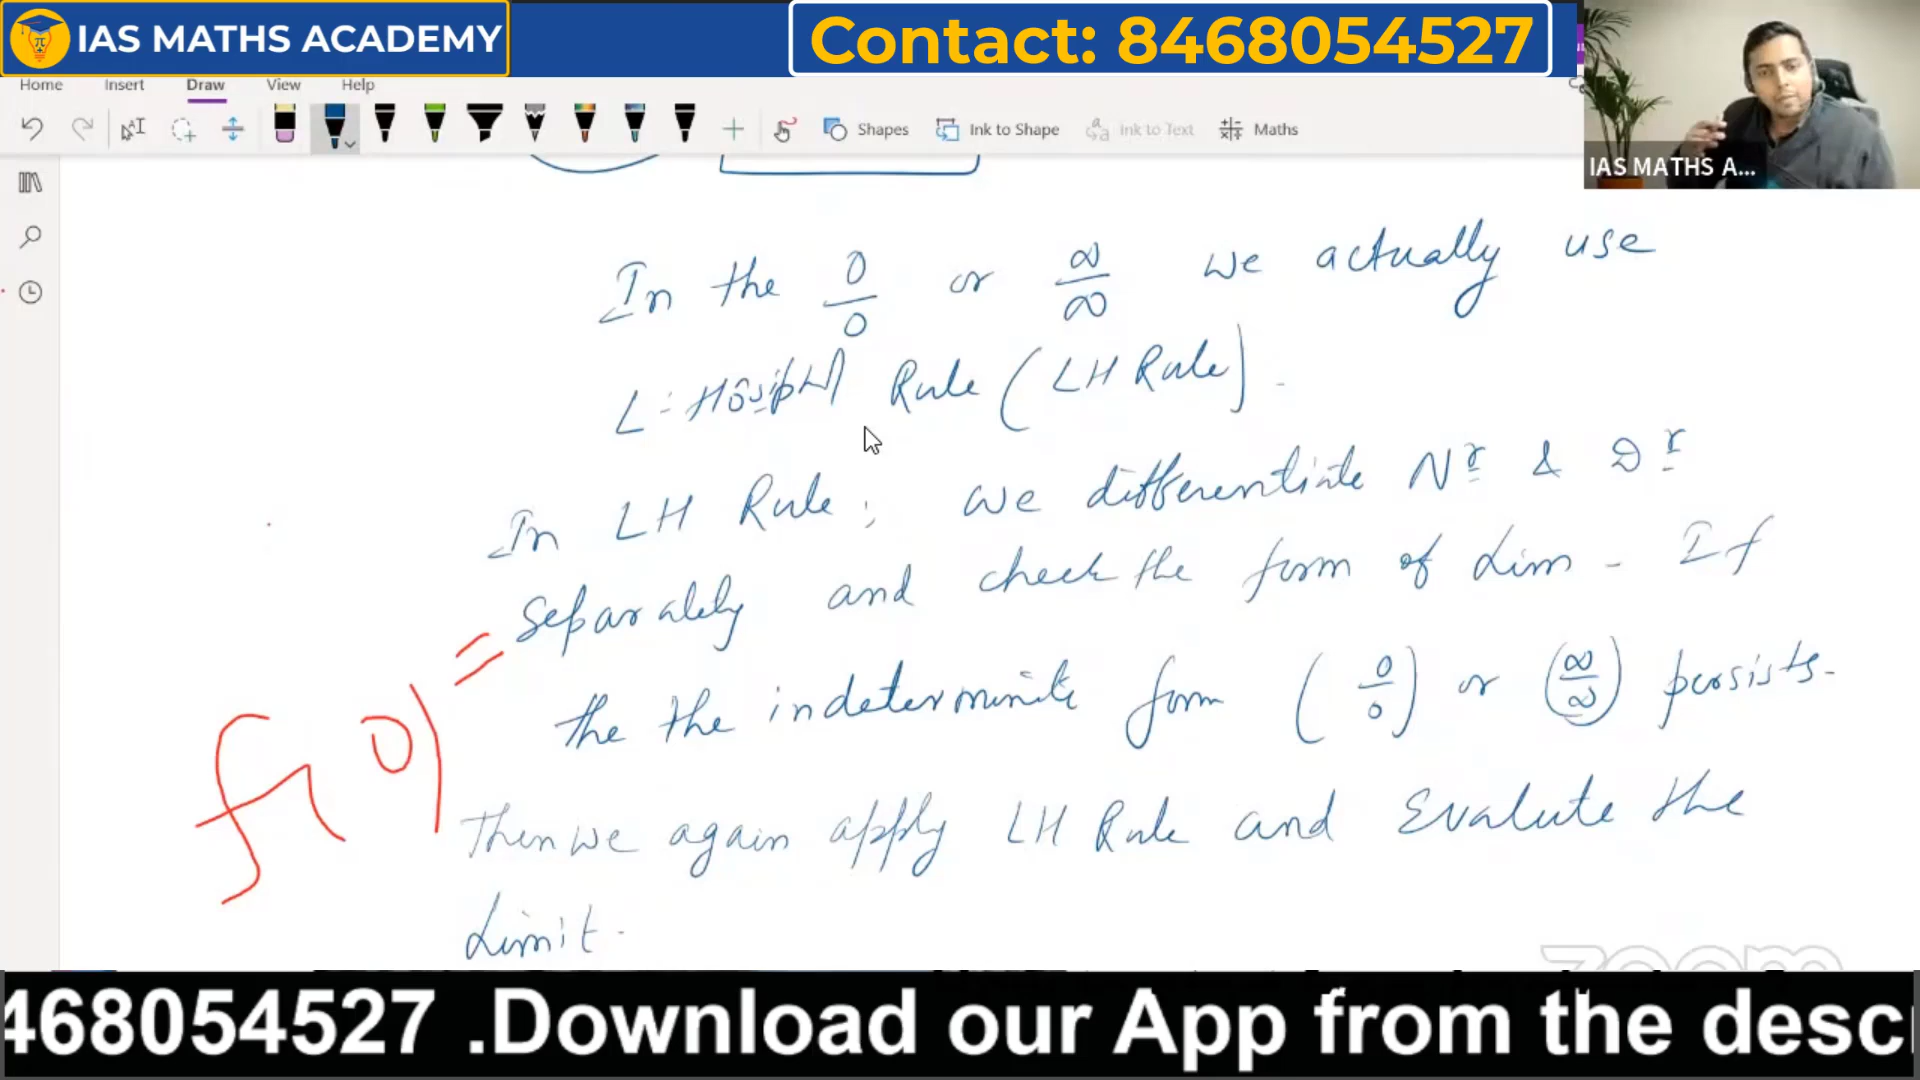 IAS MATHS ACADEMY
Contact: 8468054527
Home Insert Draw View Help
Shapes Ink to Shape Ink to Text Maths
IAS MATHS A...
In the 0/0 or ∞/∞ we actually use
L-Hospital Rule (LH Rule).
In LH Rule, we differentiate Nr & Dr
separately and check the form of Lim. If
the the indeterminate form (0/0) or (∞/∞) persists.
Then we again apply LH Rule and Evaluate the
Limit.
f(0) =
zoom
468054527 .Download our App from the desc